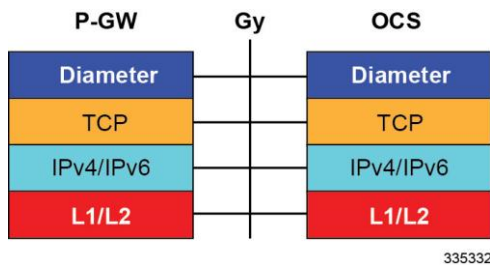 P-GW Gy OCS
Diameter Diameter
TCP TCP
IPv4/IPv6 IPv4/IPv6
L1/L2 L1/L2
335332